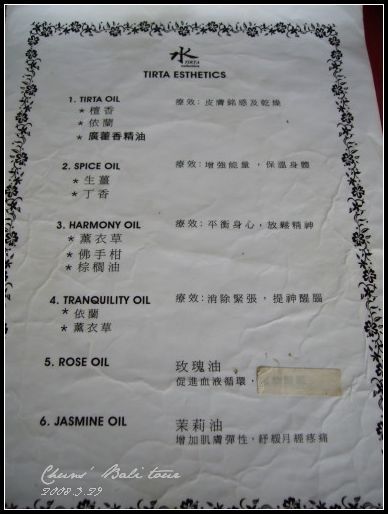 水
TIRTA
TIRTA ESTHETICS
1. TIRTA OIL 療效: 皮膚銘感及乾燥
* 檀香
* 依蘭
* 廣藿香精油
2. SPICE OIL 療效: 增強能量, 保溫身體
* 生薑
* 丁香
3. HARMONY OIL 療效: 平衡身心, 放鬆精神
* 薰衣草
* 佛手柑
* 棕櫚油
4. TRANQUILITY OIL 療效: 消除緊張, 提神醒腦
* 依蘭
* 薰衣草
5. ROSE OIL 玫瑰油
促進血液循環,
6. JASMINE OIL 茉莉油
增加肌膚彈性, 紓緩月經疼痛
Chuns' Bali tour
2008.3.29